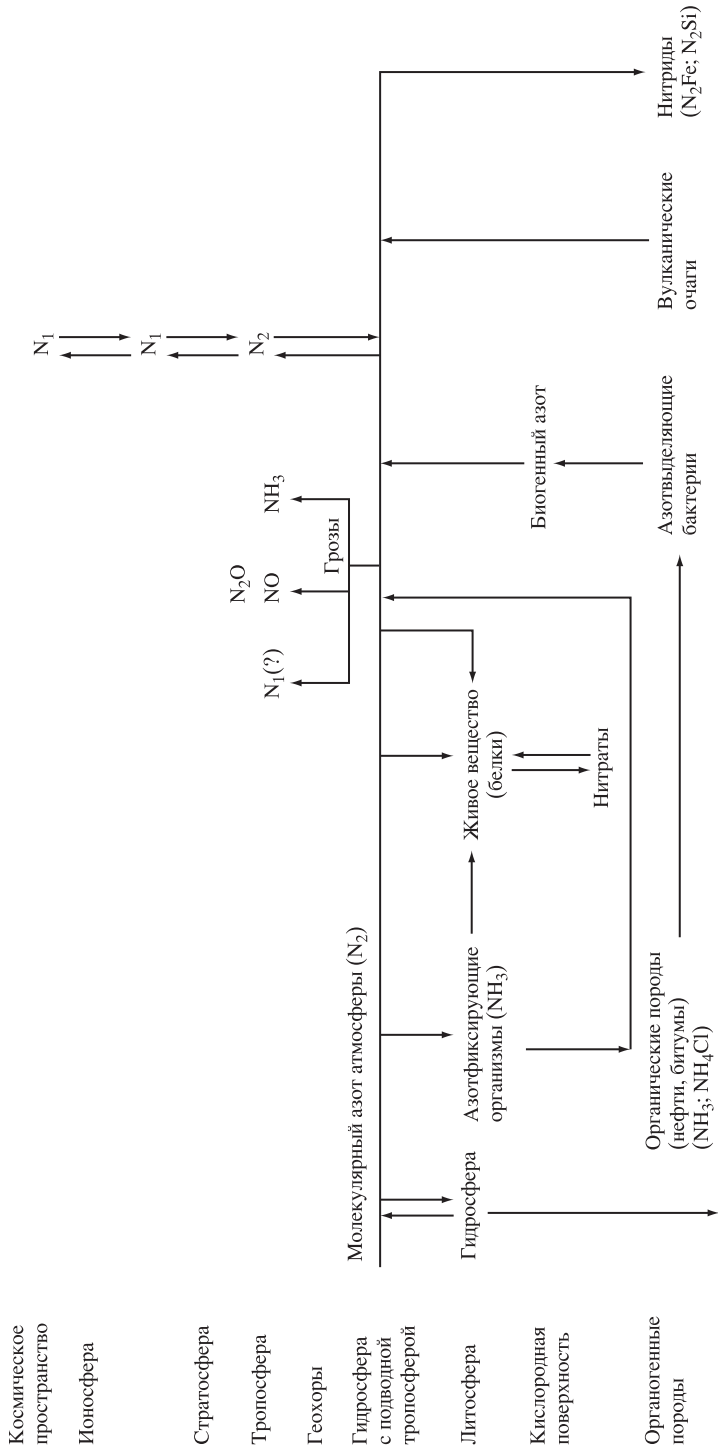 Космическое
пространство
Ионосфера
Стратосфера
Тропосфера
Геохоры
Гидросфера
с подводной
тропосферой
Литосфера
Кислородная
поверхность
Органогенные
породы
N1
N1
N2
N1(?)
N2O
NO
NH3
Грозы
Молекулярный азот атмосферы (N2)
Гидросфера
Азотфиксирующие
организмы (NH3)
Живое вещество
(белки)
Нитраты
Биогенный азот
Органические породы
(нефти, битумы)
(NH3; NH4Cl)
Азотвыделяющие
бактерии
Вулканические
очаги
Нитриды
(N2Fe; N2Si)